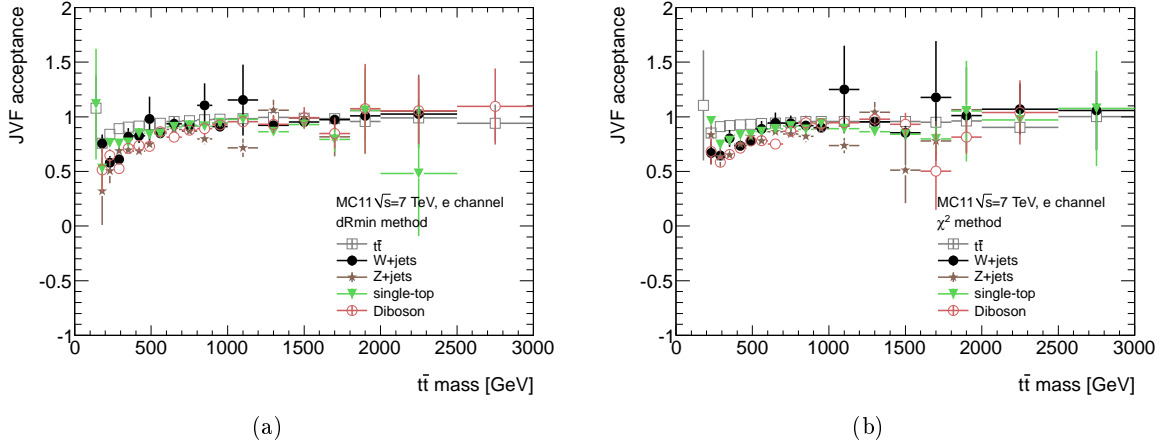 JVF acceptance
2
1.5
1
0.5
0
-0.5
-1
0 500 1000 1500 2000 2500 3000
tt̄ mass [GeV]
MC11 √s=7 TeV, e channel
dRmin method
tt̄
W+jets
Z+jets
single-top
Diboson
(a)
JVF acceptance
2
1.5
1
0.5
0
-0.5
-1
0 500 1000 1500 2000 2500 3000
tt̄ mass [GeV]
MC11 √s=7 TeV, e channel
χ² method
tt̄
W+jets
Z+jets
single-top
Diboson
(b)